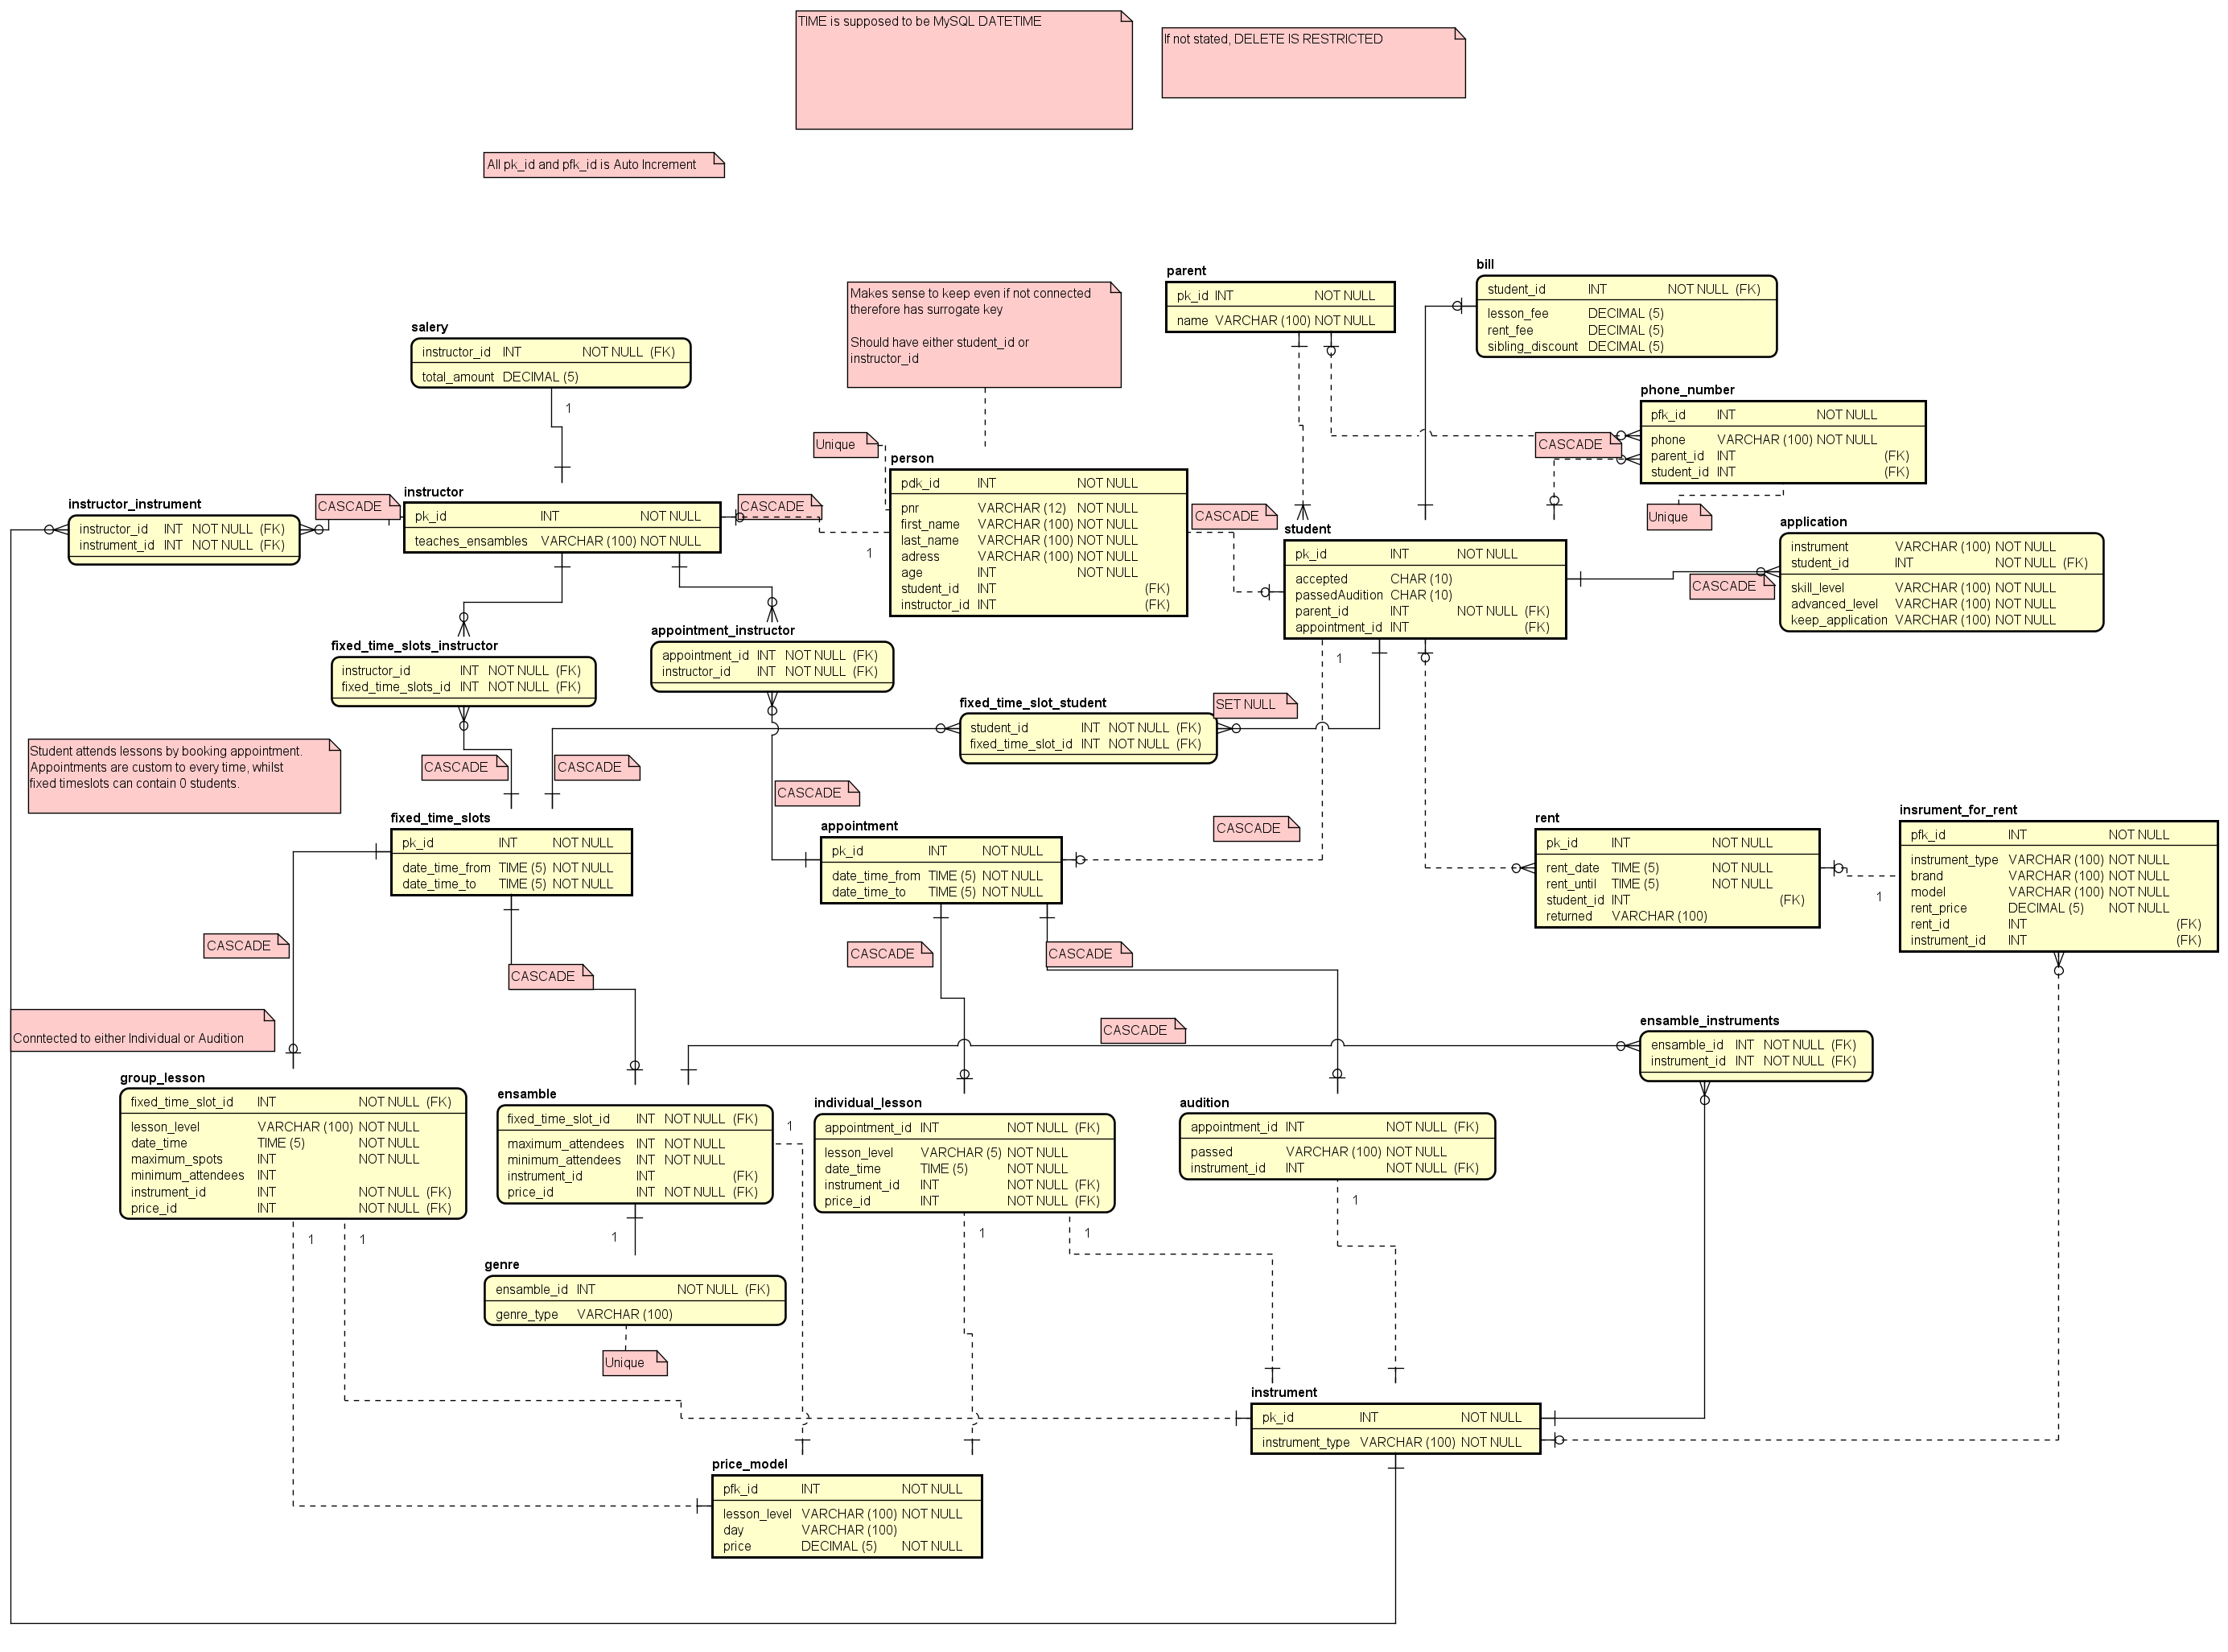 TIME is supposed to be MySQL DATETIME
If not stated, DELETE IS RESTRICTED
All pk_id and pfk_id is Auto Increment
parent
pk_id INT NOT NULL
name VARCHAR (100) NOT NULL
bill
student_id INT NOT NULL (FK)
lesson_fee DECIMAL (5)
rent_fee DECIMAL (5)
sibling_discount DECIMAL (5)
Makes sense to keep even if not connected
therefore has surrogate key
Should have either student_id or
instructor_id
salery
instructor_id INT NOT NULL (FK)
total_amount DECIMAL (5)
1
phone_number
pfk_id INT NOT NULL
phone VARCHAR (100) NOT NULL
parent_id INT (FK)
student_id INT (FK)
CASCADE
Unique
Unique
person
pdk_id INT NOT NULL
pnr VARCHAR (12) NOT NULL
first_name VARCHAR (100) NOT NULL
last_name VARCHAR (100) NOT NULL
adress VARCHAR (100) NOT NULL
age INT NOT NULL
student_id INT (FK)
instructor_id INT (FK)
instructor_instrument
instructor_id INT NOT NULL (FK)
instrument_id INT NOT NULL (FK)
CASCADE
instructor
pk_id INT NOT NULL
teaches_ensambles VARCHAR (100) NOT NULL
CASCADE
1
CASCADE
student
pk_id INT NOT NULL
accepted CHAR (10)
passedAudition CHAR (10)
parent_id INT NOT NULL (FK)
appointment_id INT (FK)
1
application
instrument VARCHAR (100) NOT NULL
student_id INT NOT NULL (FK)
skill_level VARCHAR (100) NOT NULL
advanced_level VARCHAR (100) NOT NULL
keep_application VARCHAR (100) NOT NULL
CASCADE
fixed_time_slots_instructor
instructor_id INT NOT NULL (FK)
fixed_time_slots_id INT NOT NULL (FK)
appointment_instructor
appointment_id INT NOT NULL (FK)
instructor_id INT NOT NULL (FK)
fixed_time_slot_student
student_id INT NOT NULL (FK)
fixed_time_slot_id INT NOT NULL (FK)
SET NULL
Student attends lessons by booking appointment.
Appointments are custom to every time, whilst
fixed timeslots can contain 0 students.
CASCADE
CASCADE
CASCADE
CASCADE
fixed_time_slots
pk_id INT NOT NULL
date_time_from TIME (5) NOT NULL
date_time_to TIME (5) NOT NULL
appointment
pk_id INT NOT NULL
date_time_from TIME (5) NOT NULL
date_time_to TIME (5) NOT NULL
rent
pk_id INT NOT NULL
rent_date TIME (5) NOT NULL
rent_until TIME (5) NOT NULL
student_id INT (FK)
returned VARCHAR (100)
1
insrument_for_rent
pfk_id INT NOT NULL
instrument_type VARCHAR (100) NOT NULL
brand VARCHAR (100) NOT NULL
model VARCHAR (100) NOT NULL
rent_price DECIMAL (5) NOT NULL
rent_id INT (FK)
instrument_id INT (FK)
CASCADE
CASCADE
CASCADE
CASCADE
Conntected to either Individual or Audition
CASCADE
ensamble_instruments
ensamble_id INT NOT NULL (FK)
instrument_id INT NOT NULL (FK)
group_lesson
fixed_time_slot_id INT NOT NULL (FK)
lesson_level VARCHAR (100) NOT NULL
date_time TIME (5) NOT NULL
maximum_spots INT NOT NULL
minimum_attendees INT
instrument_id INT NOT NULL (FK)
price_id INT NOT NULL (FK)
1
1
ensamble
fixed_time_slot_id INT NOT NULL (FK)
maximum_attendees INT NOT NULL
minimum_attendees INT NOT NULL
instrument_id INT (FK)
price_id INT NOT NULL (FK)
1
1
individual_lesson
appointment_id INT NOT NULL (FK)
lesson_level VARCHAR (5) NOT NULL
date_time TIME (5) NOT NULL
instrument_id INT NOT NULL (FK)
price_id INT NOT NULL (FK)
1
1
audition
appointment_id INT NOT NULL (FK)
passed VARCHAR (100) NOT NULL
instrument_id INT NOT NULL (FK)
1
genre
ensamble_id INT NOT NULL (FK)
genre_type VARCHAR (100)
Unique
instrument
pk_id INT NOT NULL
instrument_type VARCHAR (100) NOT NULL
price_model
pfk_id INT NOT NULL
lesson_level VARCHAR (100) NOT NULL
day VARCHAR (100)
price DECIMAL (5) NOT NULL